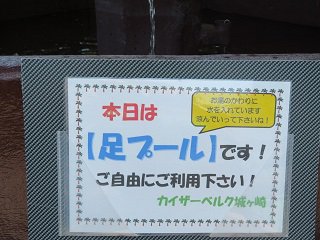 本日は
お湯のかわりに
水を入れています
涼んでいって下さいね!
【足プール】です!
ご自由にご利用下さい!
カイザーベルク城ヶ崎